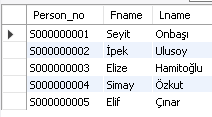 Person_no Fname Lname
S000000001 Seyit Onbaşı
S000000002 İpek Ulusoy
S000000003 Elize Hamitoğlu
S000000004 Simay Özkut
S000000005 Elif Çınar